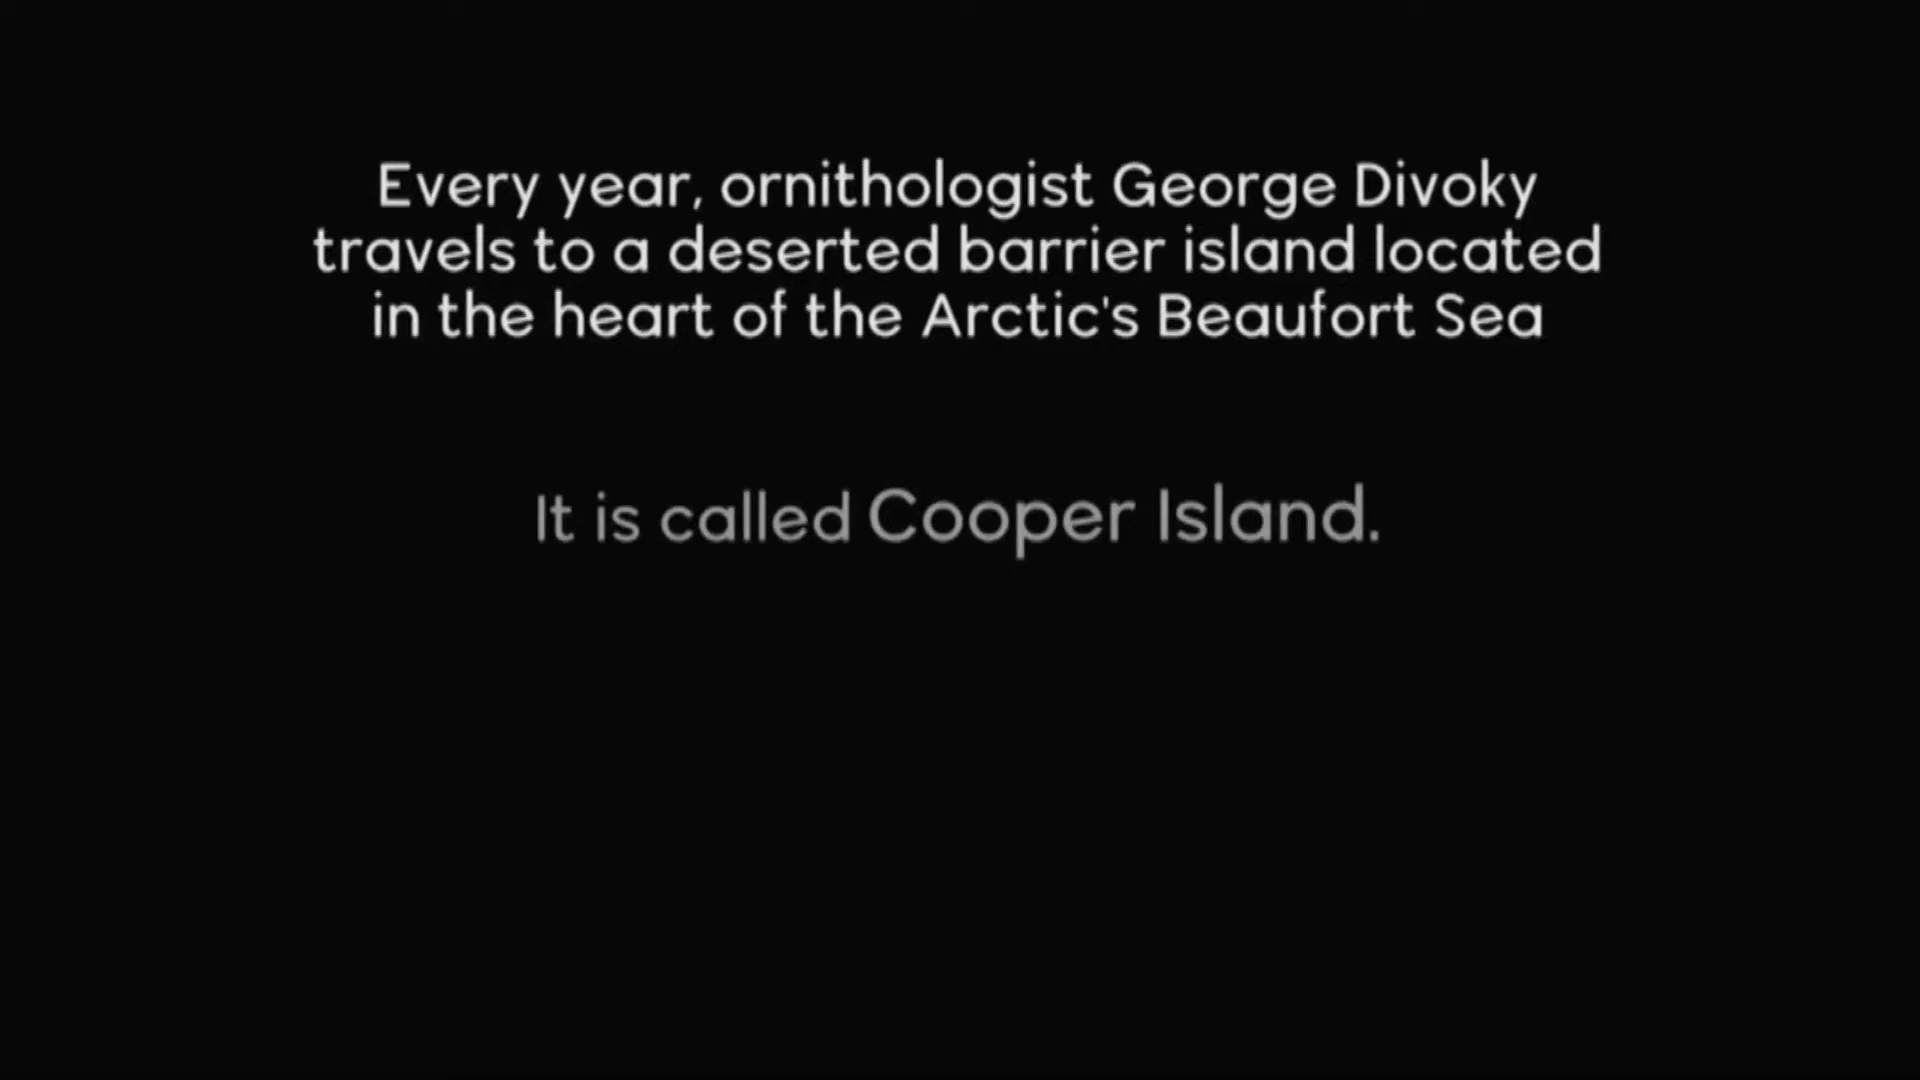 Every year, ornithologist George Divoky
travels to a deserted barrier island located
in the heart of the Arctic's Beaufort Sea
It is called Cooper Island.